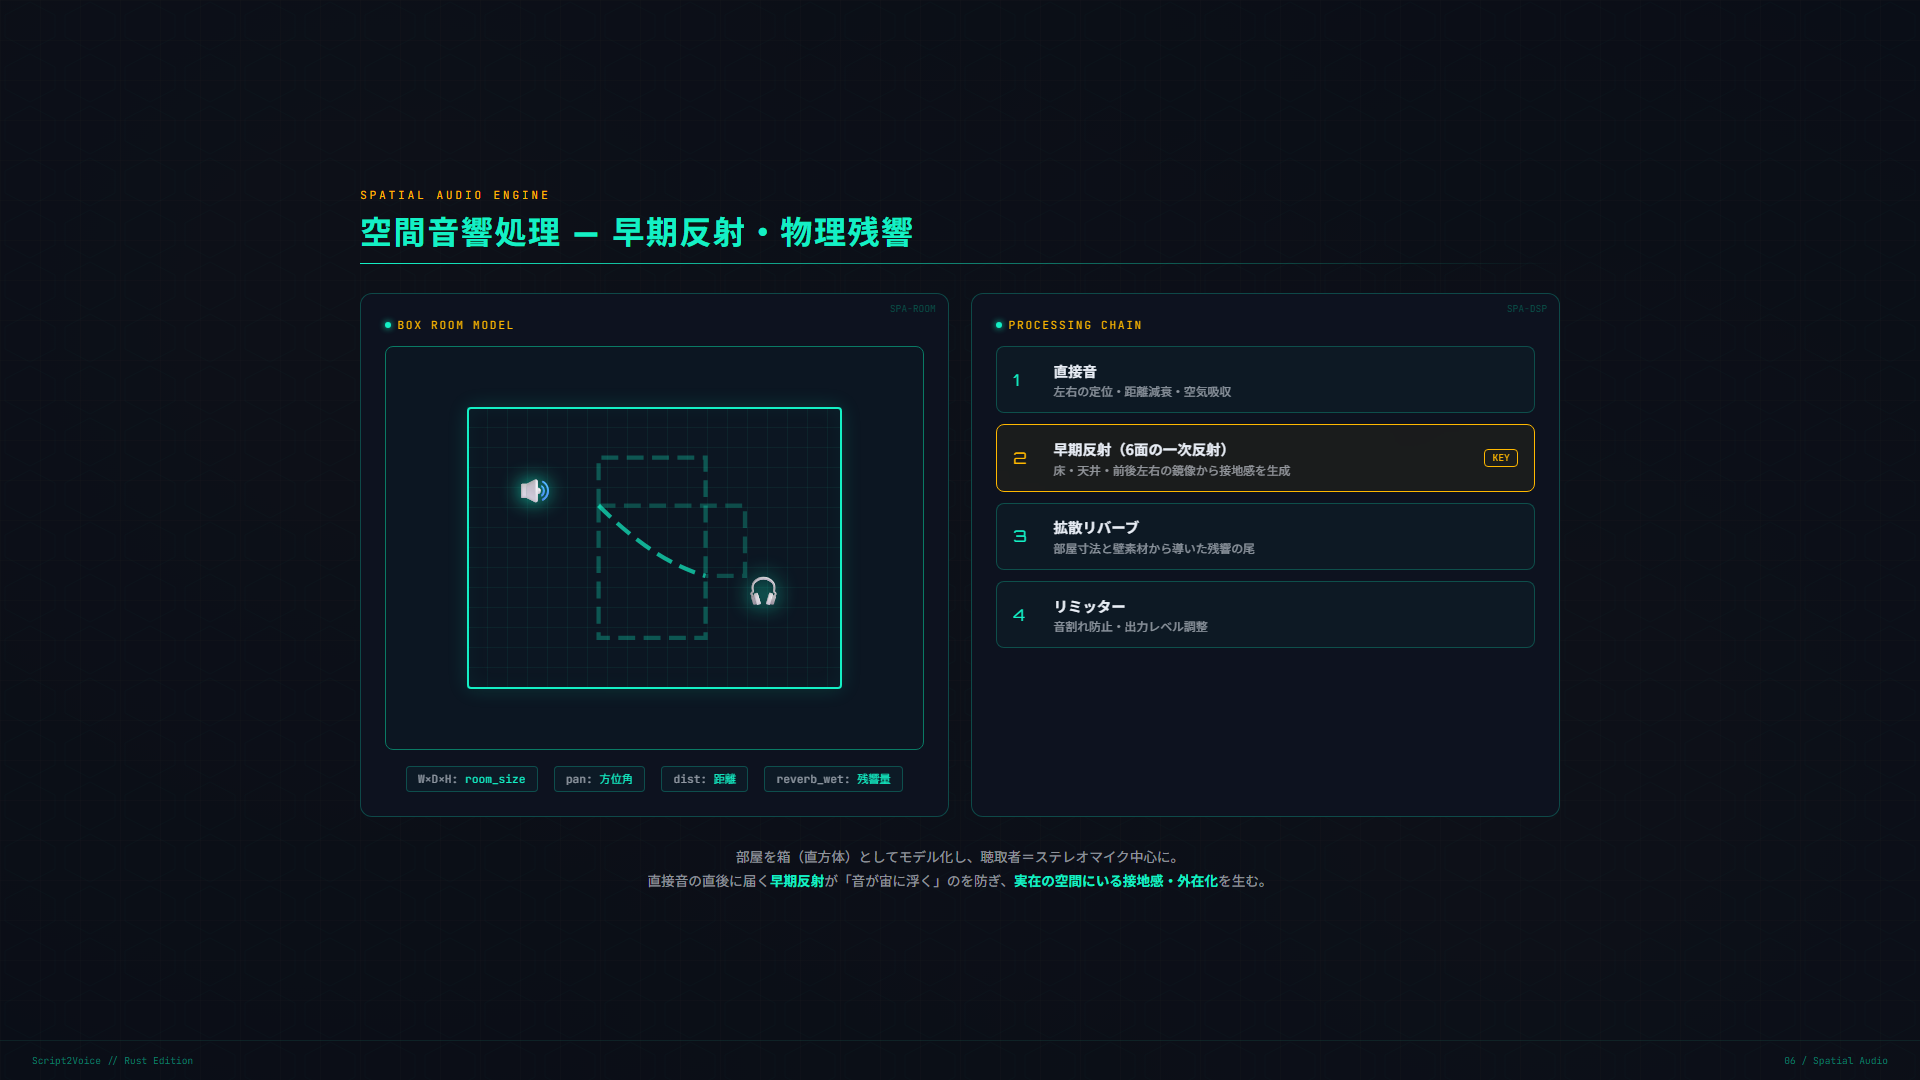 SPATIAL AUDIO ENGINE
空間音響処理 — 早期反射・物理残響
SPA-ROOM
BOX ROOM MODEL
W×D×H: room_size
pan: 方位角
dist: 距離
reverb_wet: 残響量
SPA-DSP
PROCESSING CHAIN
1
直接音
左右の定位・距離減衰・空気吸収
2
早期反射（6面の一次反射）
床・天井・前後左右の鏡像から接地感を生成
KEY
3
拡散リバーブ
部屋寸法と壁素材から導いた残響の尾
4
リミッター
音割れ防止・出力レベル調整
部屋を箱（直方体）としてモデル化し、聴取者＝ステレオマイク中心に。
直接音の直後に届く早期反射が「音が宙に浮く」のを防ぎ、実在の空間にいる接地感・外在化を生む。
Script2Voice // Rust Edition
06 / Spatial Audio